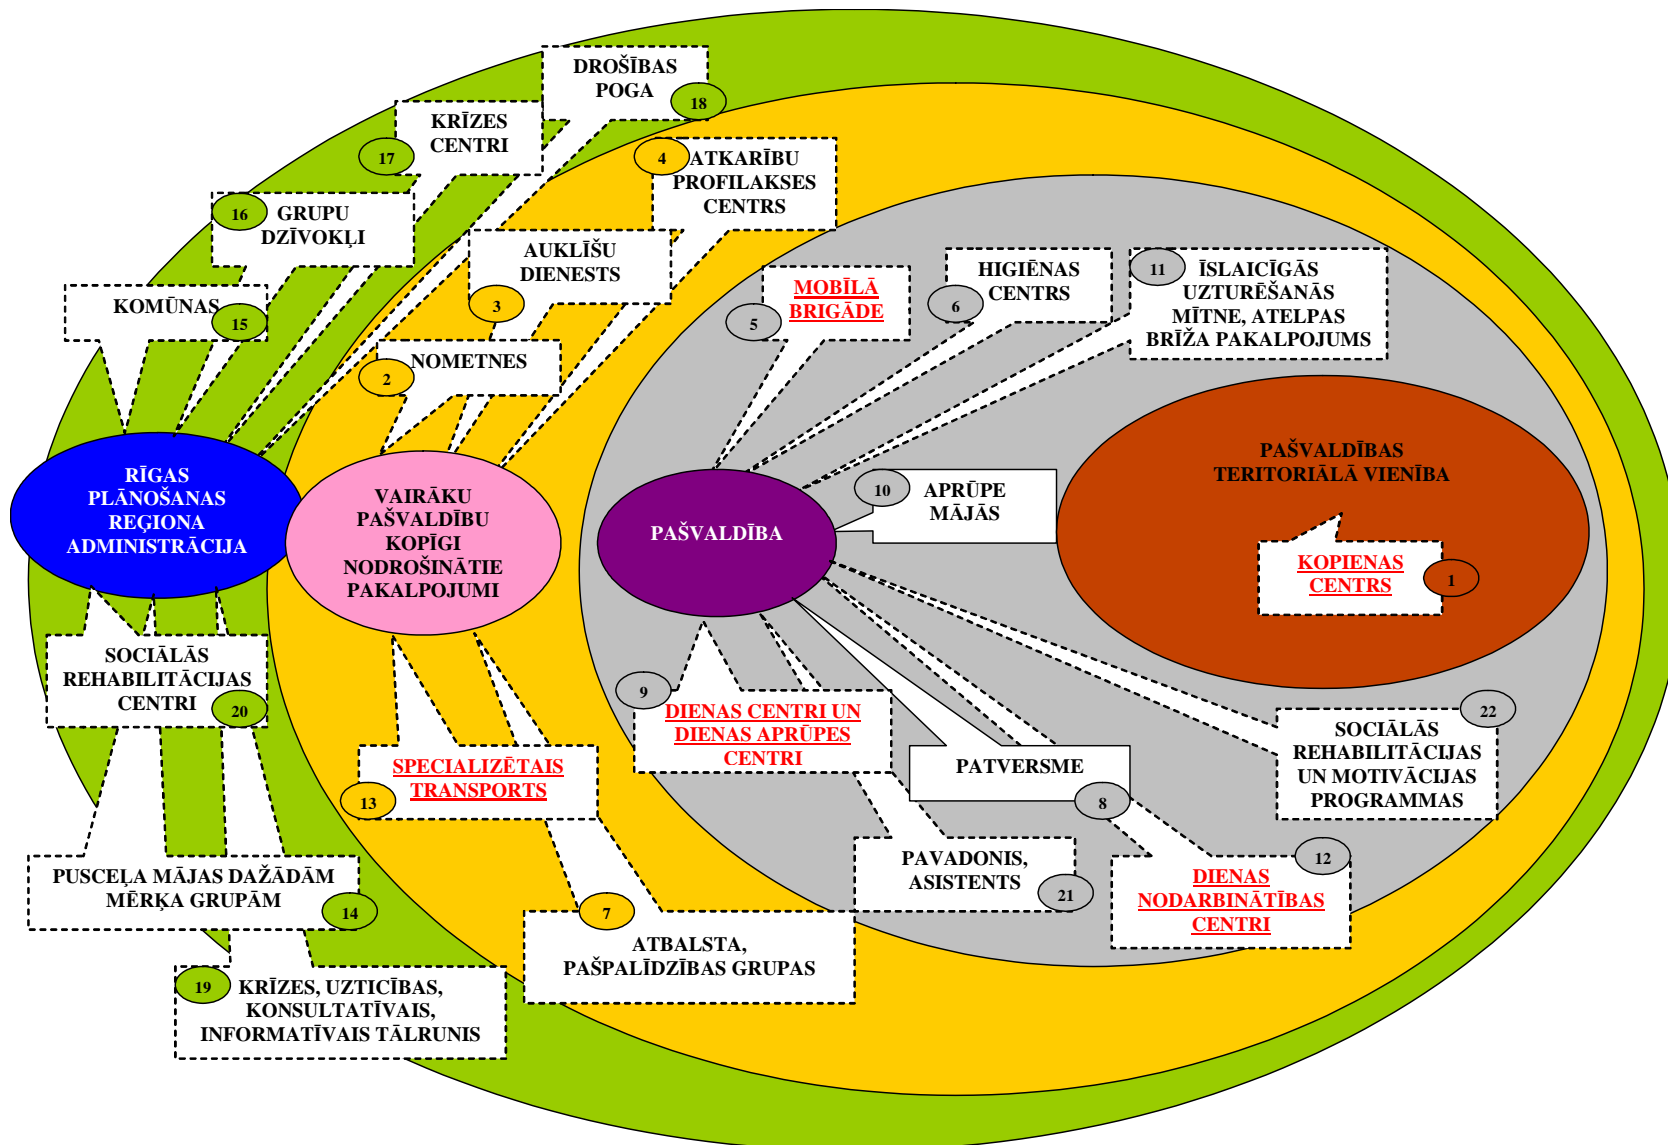 DROŠĪBAS
POGA
18
KRĪZES
CENTRI
17
4
ATKARĪBU
PROFILAKSES
CENTRS
16
GRUPU
DZĪVOKĻI
AUKLĪŠU
DIENESTS
3
MOBILĀ
BRIGĀDE
5
HIGIĒNAS
CENTRS
6
11
ĪSLAICĪGĀS
UZTURĒŠANĀS
MĪTNE, ATELPAS
BRĪŽA PAKALPOJUMS
KOMŪNAS
15
NOMETNES
2
RĪGAS
PLĀNOŠANAS
REĢIONA
ADMINISTRĀCIJA
VAIRĀKU
PAŠVALDĪBU
KOPĪGI
NODROŠINĀTIE
PAKALPOJUMI
PAŠVALDĪBA
10
APRŪPE
MĀJĀS
PAŠVALDĪBAS
TERITORIĀLĀ VIENĪBA
KOPIENAS
CENTRS
1
SOCIĀLĀS
REHABILITĀCIJAS
CENTRI
20
9
DIENAS CENTRI UN
DIENAS APRŪPES
CENTRI
22
SOCIĀLĀS
REHABILITĀCIJAS
UN MOTIVĀCIJAS
PROGRAMMAS
SPECIALIZĒTAIS
TRANSPORTS
13
PATVERSME
8
PUSCEĻA MĀJAS DAŽĀDĀM
MĒRĶA GRUPĀM
14
PAVADONIS,
ASISTENTS
21
12
DIENAS
NODARBINĀTĪBAS
CENTRI
7
ATBALSTA,
PAŠPALĪDZĪBAS GRUPAS
19
KRĪZES, UZTICĪBAS,
KONSULTATĪVAIS,
INFORMATĪVAIS TĀLRUNIS